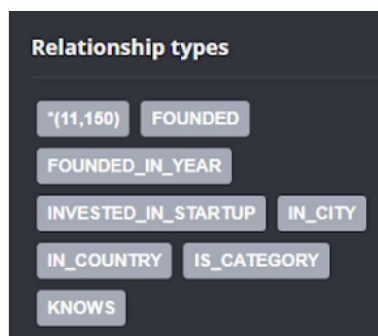 Relationship types
*(11,150) FOUNDED
FOUNDED_IN_YEAR
INVESTED_IN_STARTUP IN_CITY
IN_COUNTRY IS_CATEGORY
KNOWS